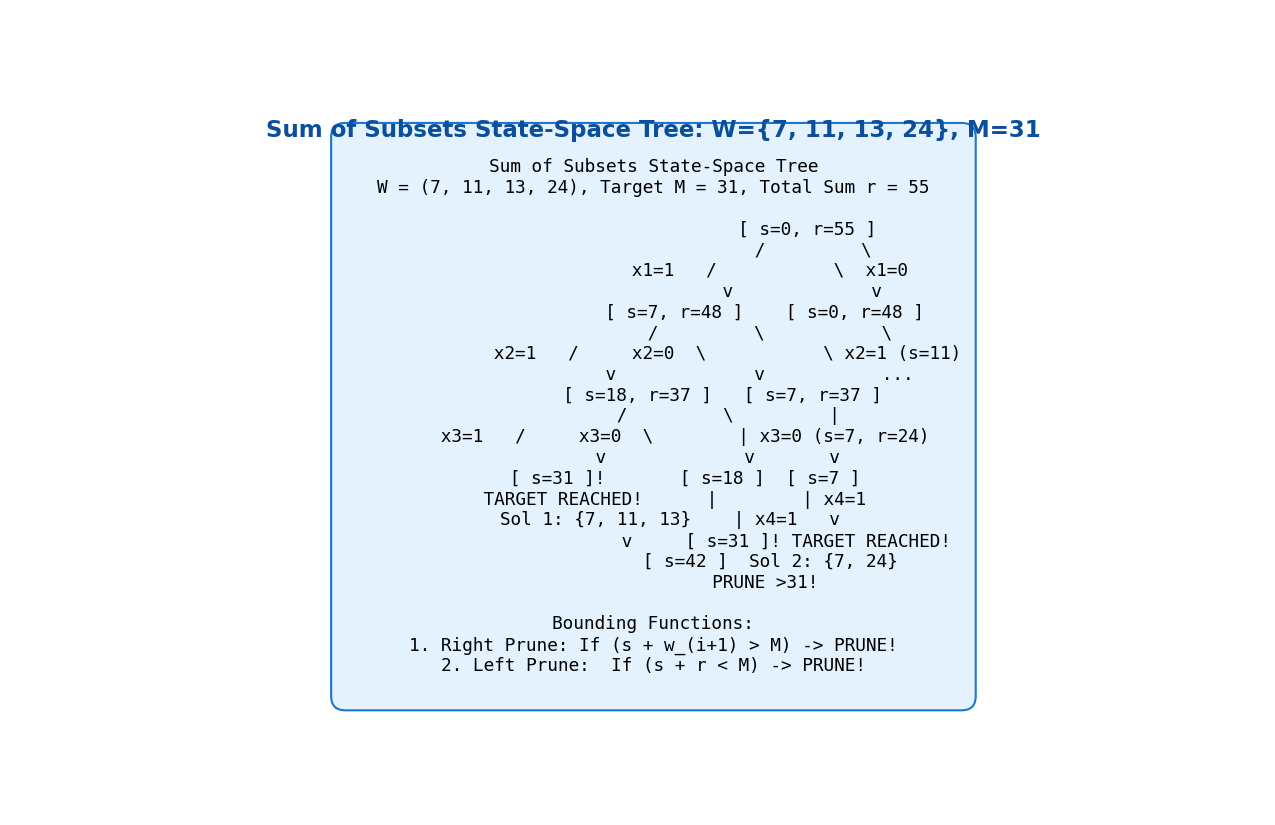 Sum of Subsets State-Space Tree: W={7, 11, 13, 24}, M=31
Sum of Subsets State-Space Tree
W = (7, 11, 13, 24), Target M = 31, Total Sum r = 55
[ s=0, r=55 ]
/         \
x1=1   /           \  x1=0
v             v
[ s=7, r=48 ]    [ s=0, r=48 ]
/         \           \
x2=1   /     x2=0  \           \ x2=1 (s=11)
v             v           ...
[ s=18, r=37 ]   [ s=7, r=37 ]
/         \         |
x3=1   /     x3=0  \        | x3=0 (s=7, r=24)
v             v       v
[ s=31 ]!       [ s=18 ]  [ s=7 ]
TARGET REACHED!      |        | x4=1
Sol 1: {7, 11, 13}    | x4=1   v
v     [ s=31 ]! TARGET REACHED!
[ s=42 ]  Sol 2: {7, 24}
PRUNE >31!
Bounding Functions:
1. Right Prune: If (s + w_(i+1) > M) -> PRUNE!
2. Left Prune:  If (s + r < M) -> PRUNE!